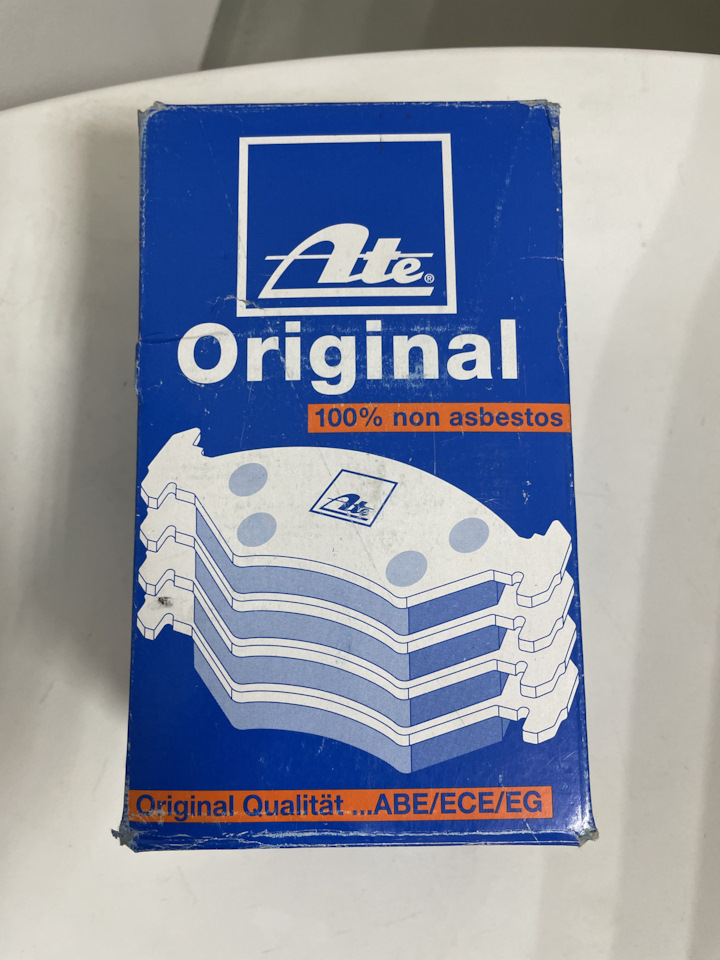 Ate®
Original
100% non asbestos
Ate
Original Qualität ...ABE/ECE/EG